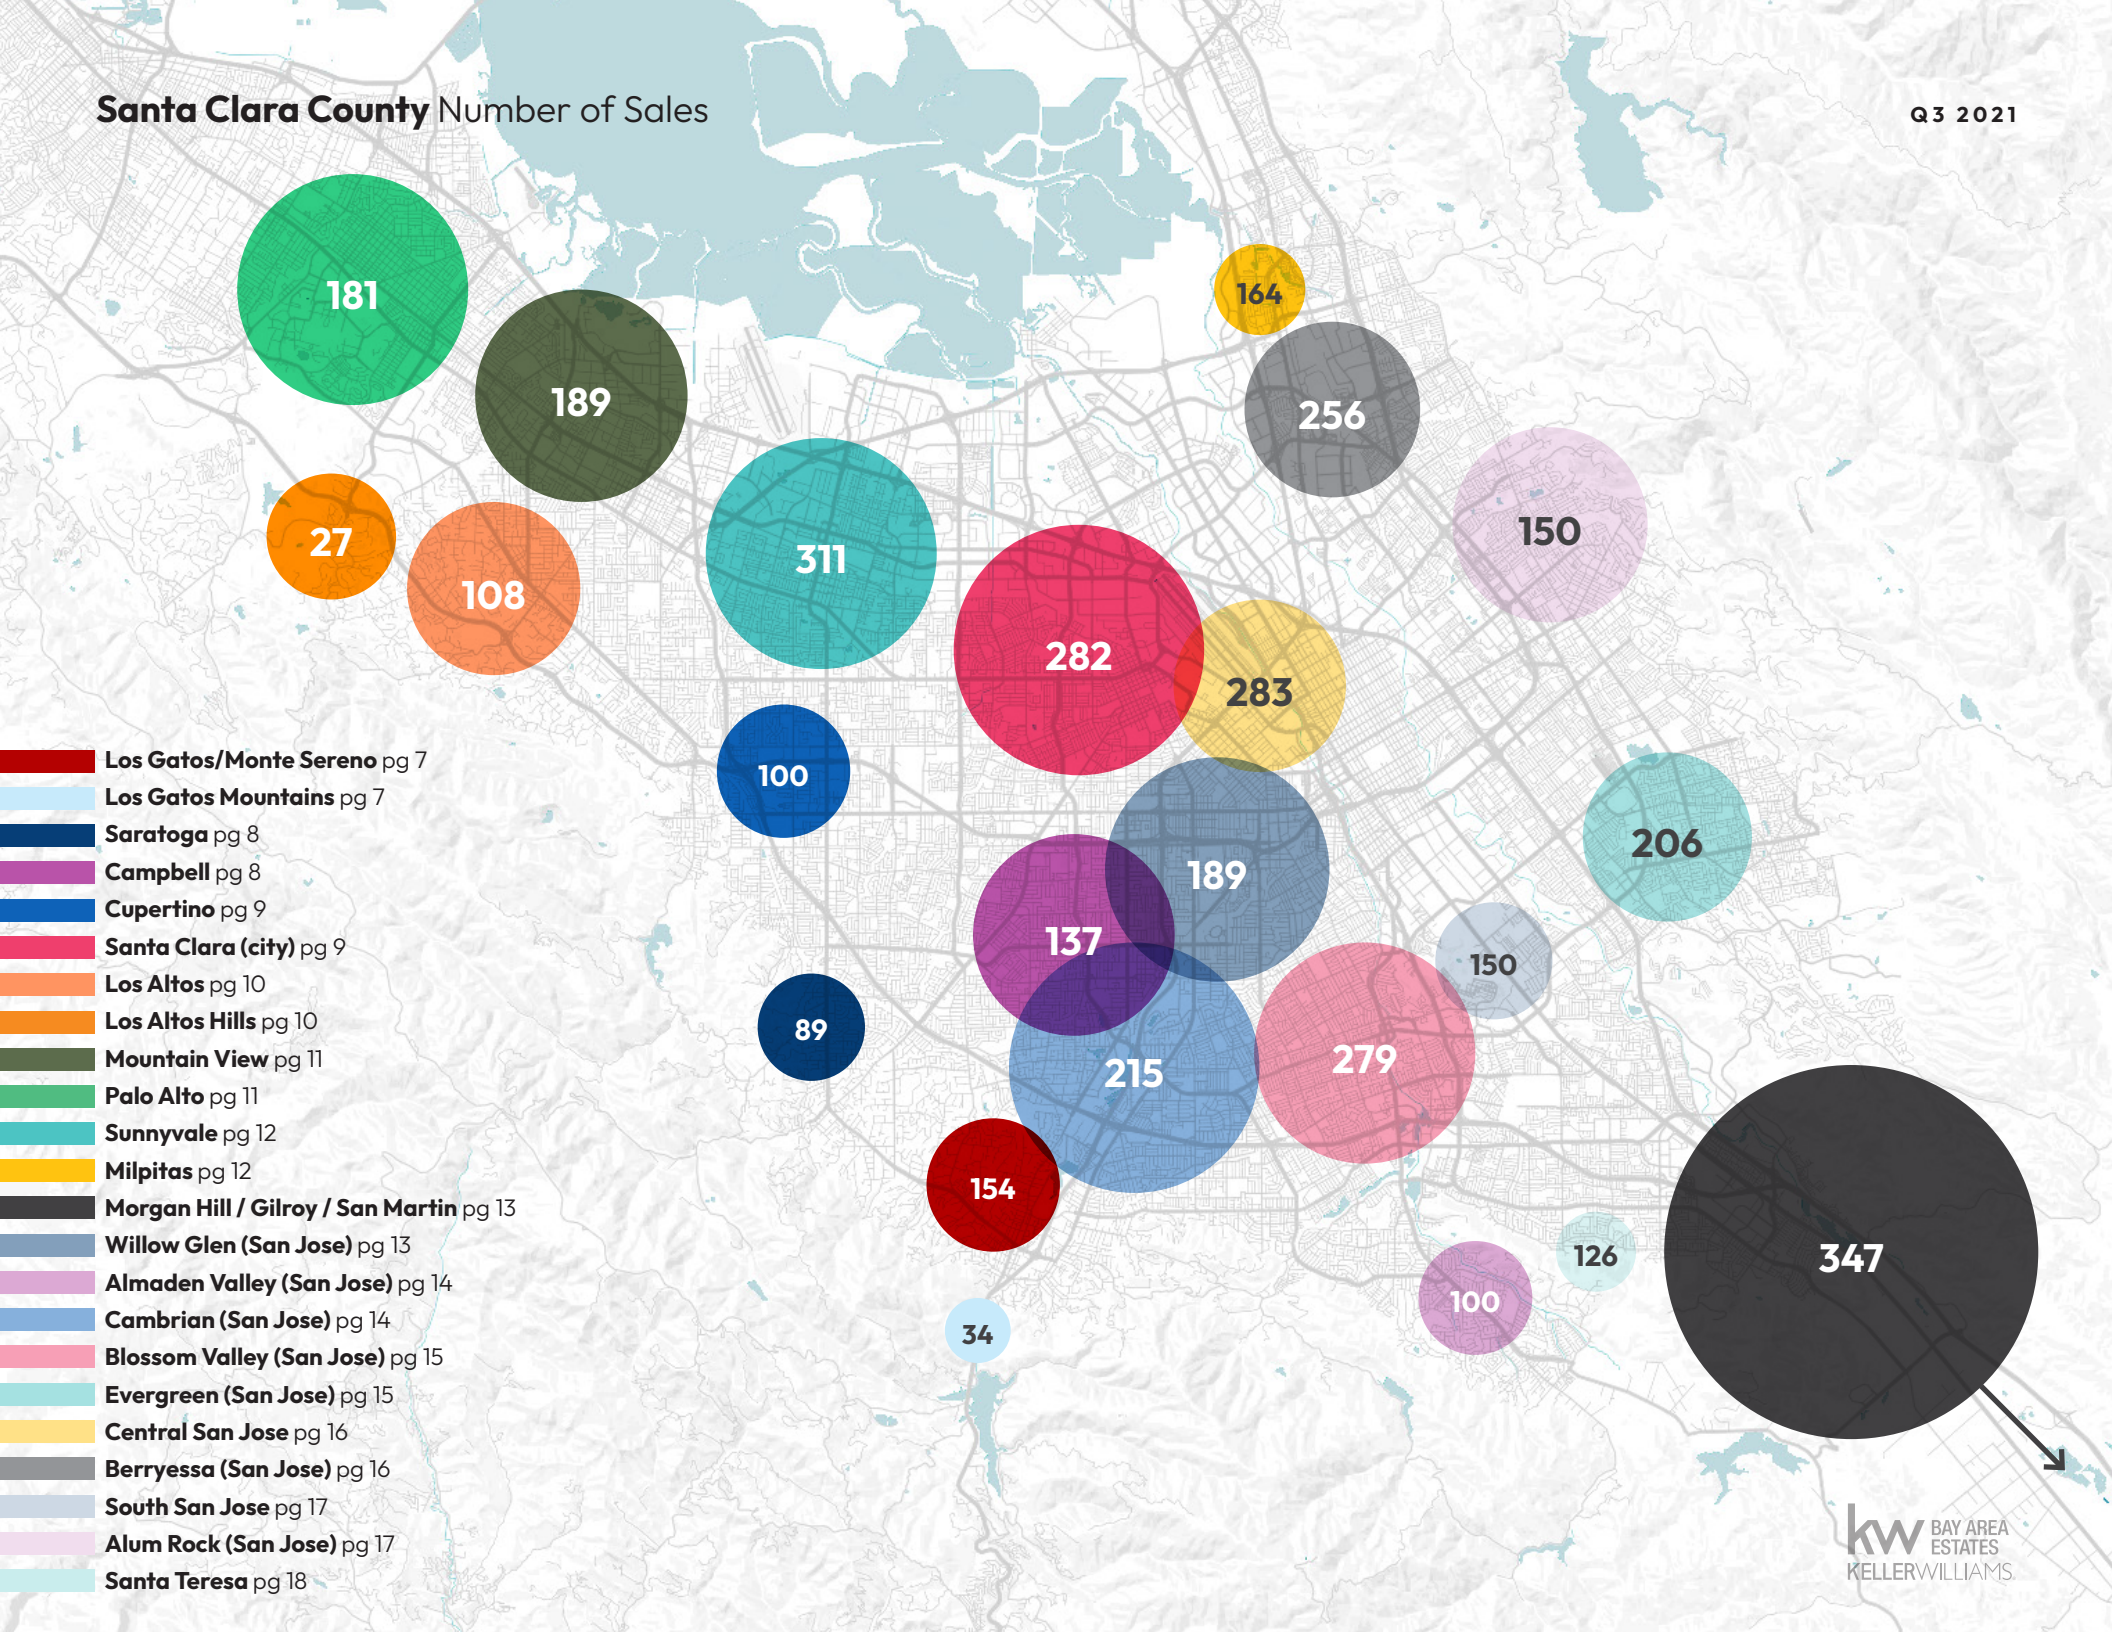 Santa Clara County Number of Sales
Q3 2021
181
189
164
256
27
108
311
150
282
283
100
206
189
137
150
89
215
279
154
347
126
100
34
Los Gatos/Monte Sereno pg 7
Los Gatos Mountains pg 7
Saratoga pg 8
Campbell pg 8
Cupertino pg 9
Santa Clara (city) pg 9
Los Altos pg 10
Los Altos Hills pg 10
Mountain View pg 11
Palo Alto pg 11
Sunnyvale pg 12
Milpitas pg 12
Morgan Hill / Gilroy / San Martin pg 13
Willow Glen (San Jose) pg 13
Almaden Valley (San Jose) pg 14
Cambrian (San Jose) pg 14
Blossom Valley (San Jose) pg 15
Evergreen (San Jose) pg 15
Central San Jose pg 16
Berryessa (San Jose) pg 16
South San Jose pg 17
Alum Rock (San Jose) pg 17
Santa Teresa pg 18
kw BAY AREA
ESTATES
KELLERWILLIAMS